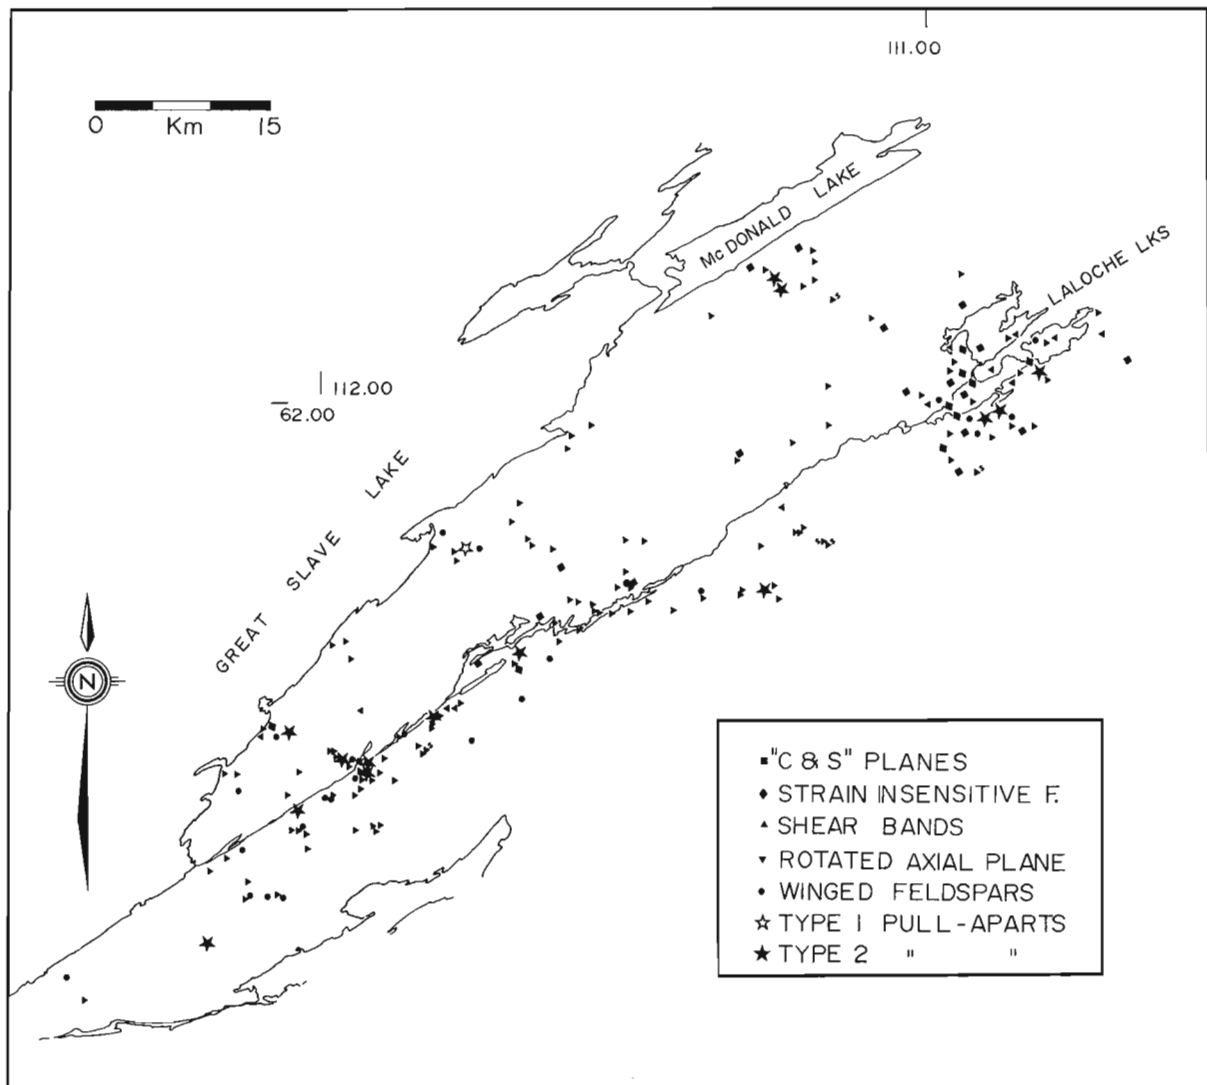 111.00
0 Km 15
McDONALD LAKE
LALOCHE LKS
112.00
62.00
GREAT SLAVE LAKE
N
"C & S" PLANES
STRAIN INSENSITIVE F.
SHEAR BANDS
ROTATED AXIAL PLANE
WINGED FELDSPARS
TYPE 1 PULL-APARTS
TYPE 2 " "
s
s
s
s
s